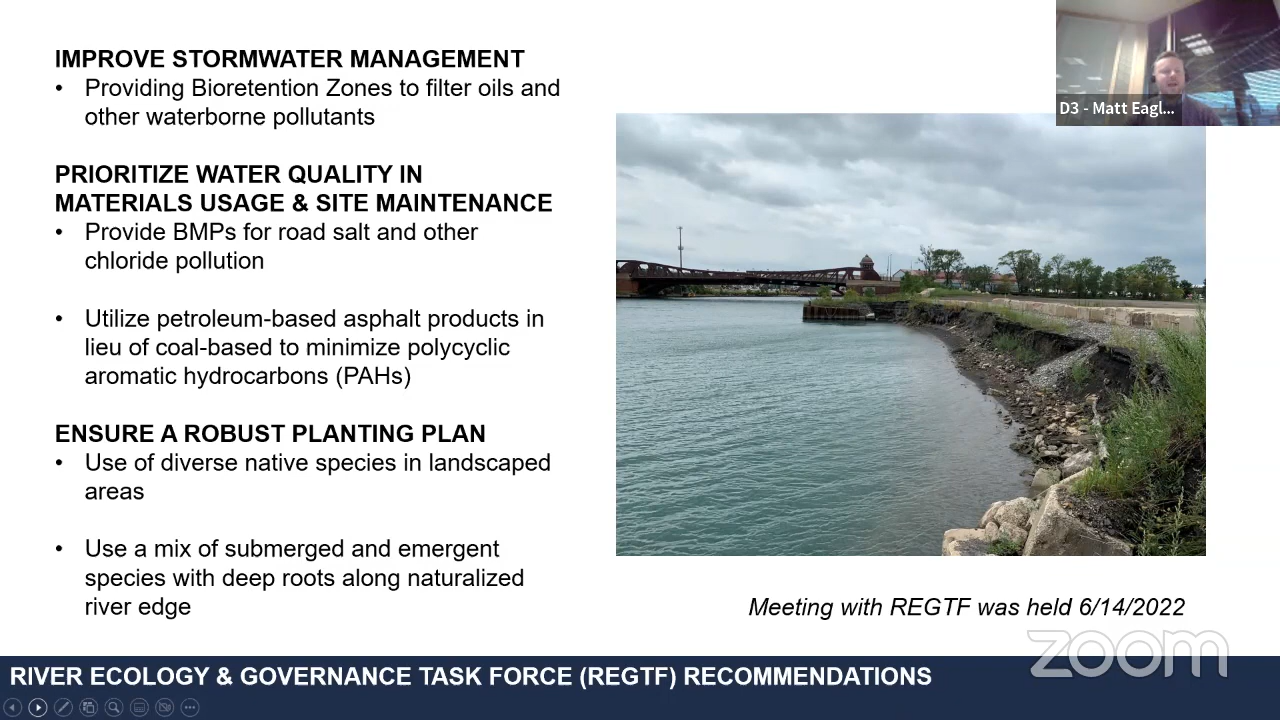 IMPROVE STORMWATER MANAGEMENT
• Providing Bioretention Zones to filter oils and
other waterborne pollutants
PRIORITIZE WATER QUALITY IN
MATERIALS USAGE & SITE MAINTENANCE
• Provide BMPs for road salt and other
chloride pollution
• Utilize petroleum-based asphalt products in
lieu of coal-based to minimize polycyclic
aromatic hydrocarbons (PAHs)
ENSURE A ROBUST PLANTING PLAN
• Use of diverse native species in landscaped
areas
• Use a mix of submerged and emergent
species with deep roots along naturalized
river edge
D3 - Matt Eagl...
Meeting with REGTF was held 6/14/2022
zoom
RIVER ECOLOGY & GOVERNANCE TASK FORCE (REGTF) RECOMMENDATIONS